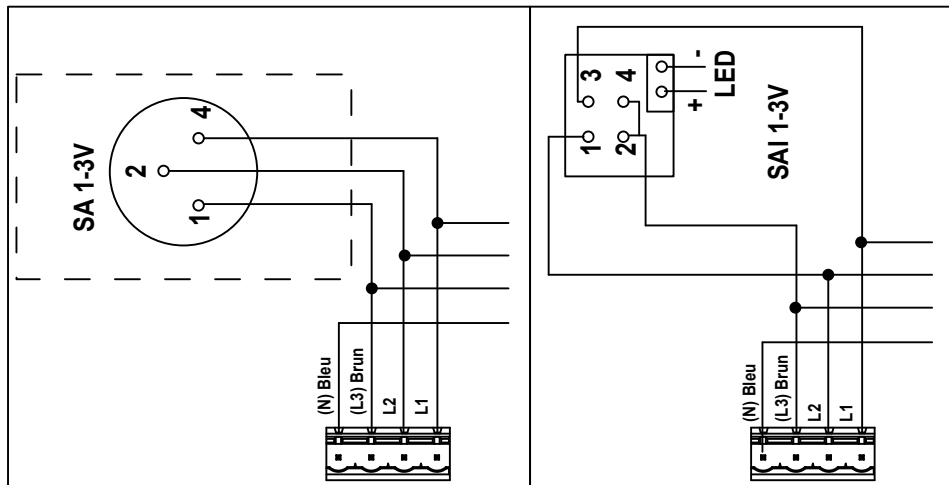 SA 1-3V
4
2
1
(N) Bleu
(L3) Brun
L2
L1
3
4
1
2
-
+
LED
SAI 1-3V
(N) Bleu
(L3) Brun
L2
L1